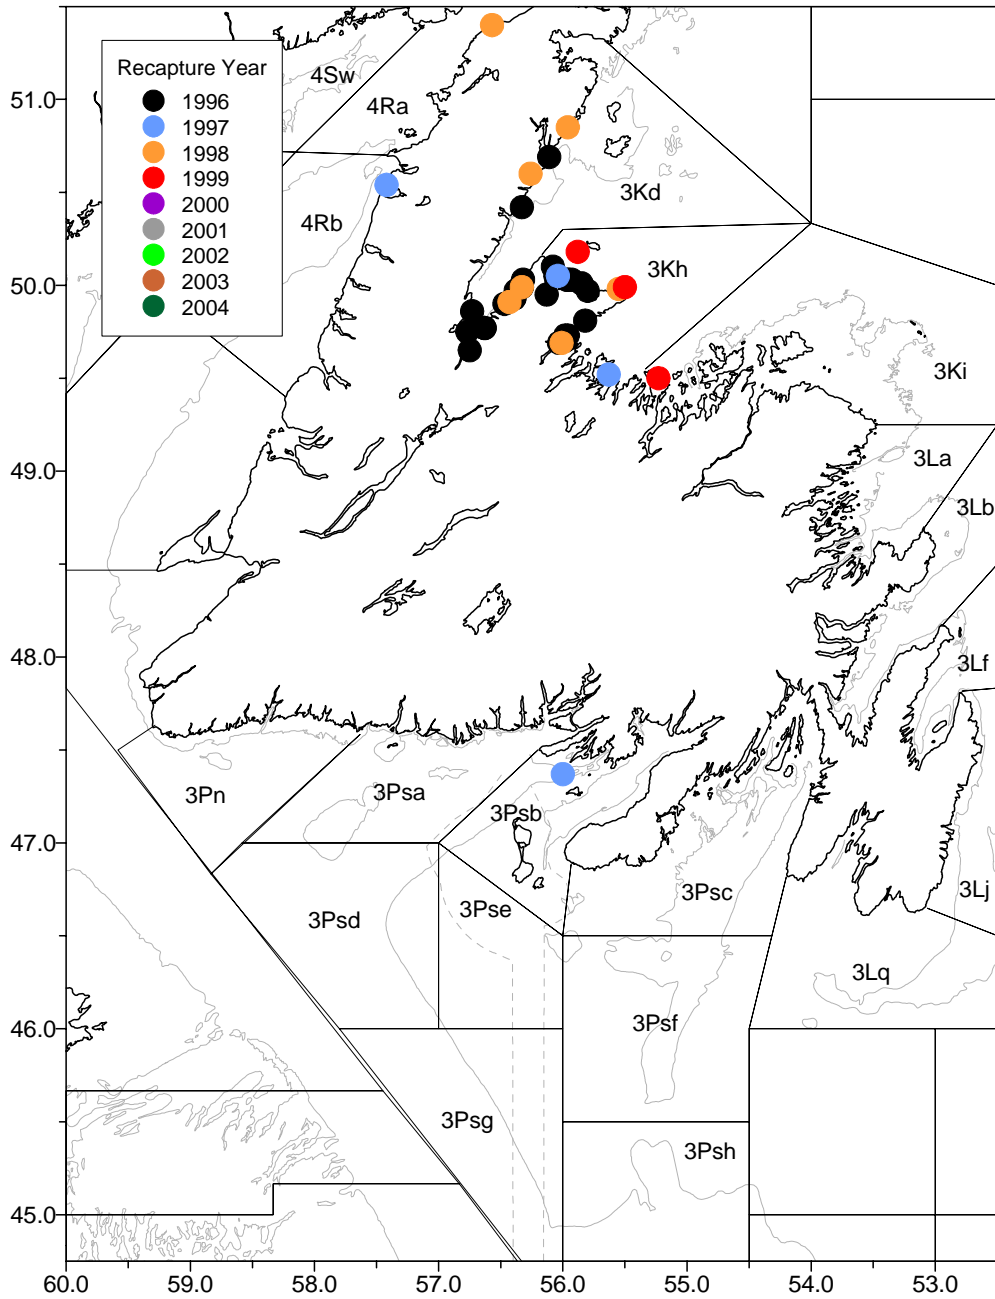 Recapture Year
1996
1997
1998
1999
2000
2001
2002
2003
2004
4Sw
4Ra
51.0
3Kd
4Rb
3Kh
50.0
3Ki
3La
49.0
3Lb
48.0
3Lf
3Pn
3Psa
3Psb
47.0
3Psc
3Lj
3Pse
3Psd
3Lq
3Psf
46.0
3Psg
3Psh
45.0
60.0 59.0 58.0 57.0 56.0 55.0 54.0 53.0